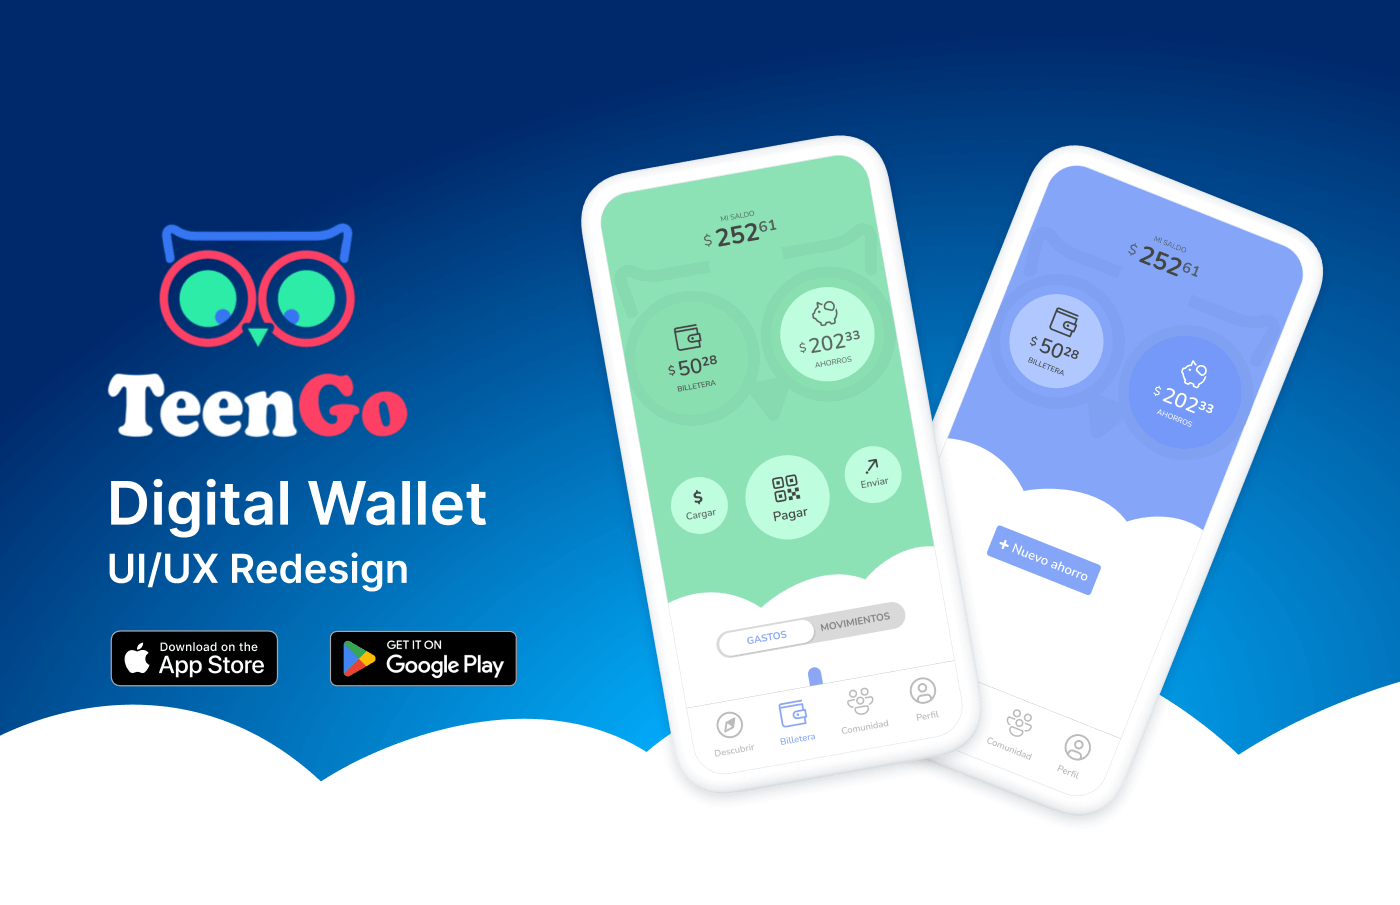 TeenGo
Digital Wallet
UI/UX Redesign
Download on the
App Store
GET IT ON
Google Play
MI SALDO
$ 252 61
$ 50 28
BILLETERA
$ 202 33
AHORROS
$
Cargar
Pagar
Enviar
GASTOS
MOVIMIENTOS
Descubrir
Billetera
Comunidad
Perfil
MI SALDO
$ 252 61
$ 50 28
BILLETERA
$ 202 33
AHORROS
+ Nuevo ahorro
Comunidad
Perfil